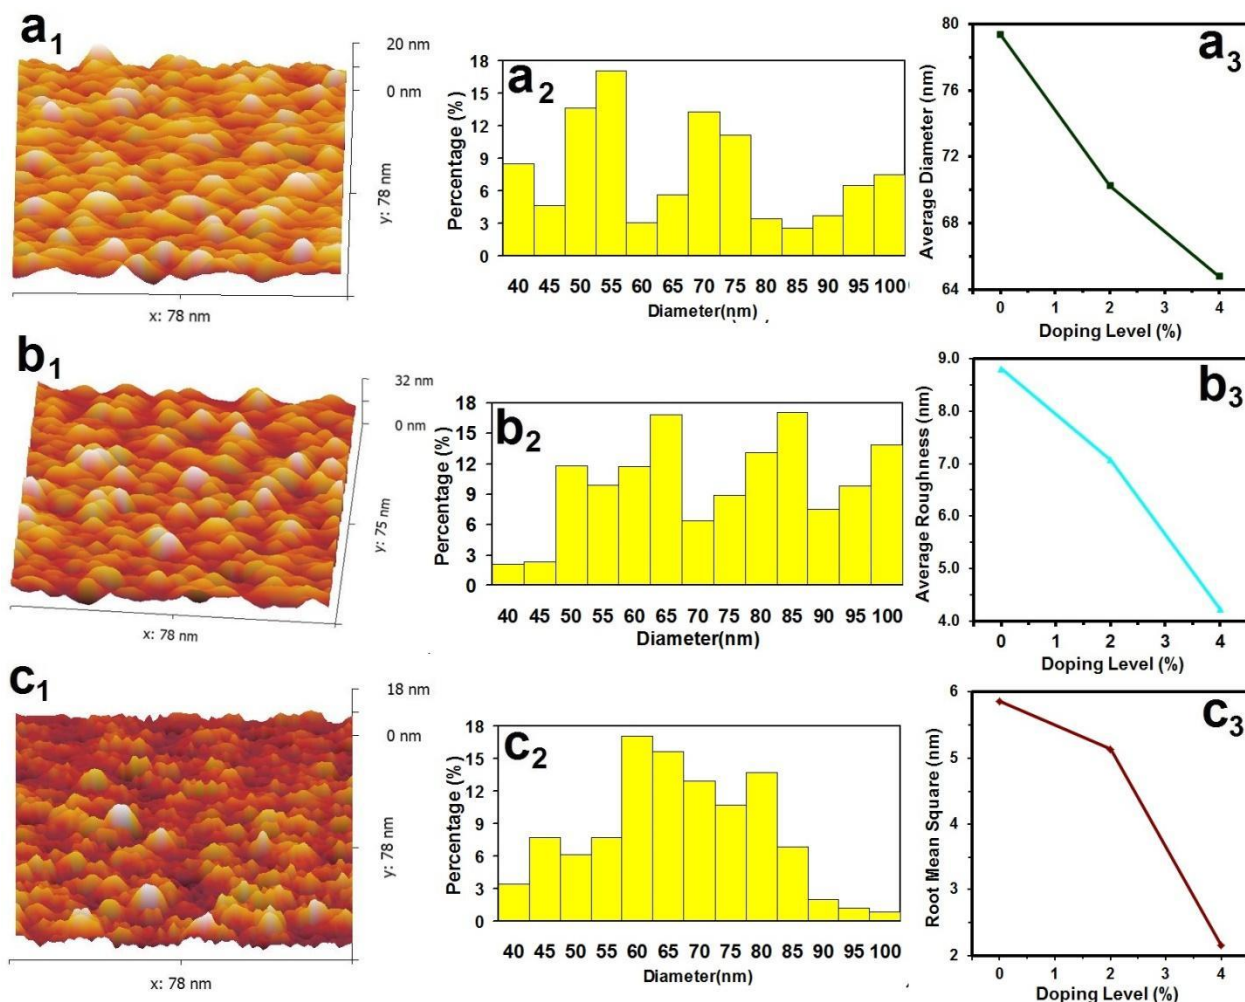 a1
20 nm
0 nm
y: 78 nm
x: 78 nm
a2
Percentage (%)
18
15
12
9
6
3
0
40 45 50 55 60 65 70 75 80 85 90 95 100
Diameter(nm)
a3
Average Diameter (nm)
80
76
72
68
64
0 1 2 3 4
Doping Level (%)
b1
32 nm
0 nm
y: 75 nm
x: 78 nm
b2
Percentage (%)
18
15
12
9
6
3
0
40 45 50 55 60 65 70 75 80 85 90 95 100
Diameter(nm)
b3
Average Roughness (nm)
9.0
8.0
7.0
6.0
5.0
4.0
0 1 2 3 4
Doping Level (%)
c1
18 nm
0 nm
y: 78 nm
x: 78 nm
c2
Percentage (%)
18
15
12
9
6
3
0
40 45 50 55 60 65 70 75 80 85 90 95 100
Diameter(nm)
c3
Root Mean Square (nm)
6
5
4
3
2
0 1 2 3 4
Doping Level (%)